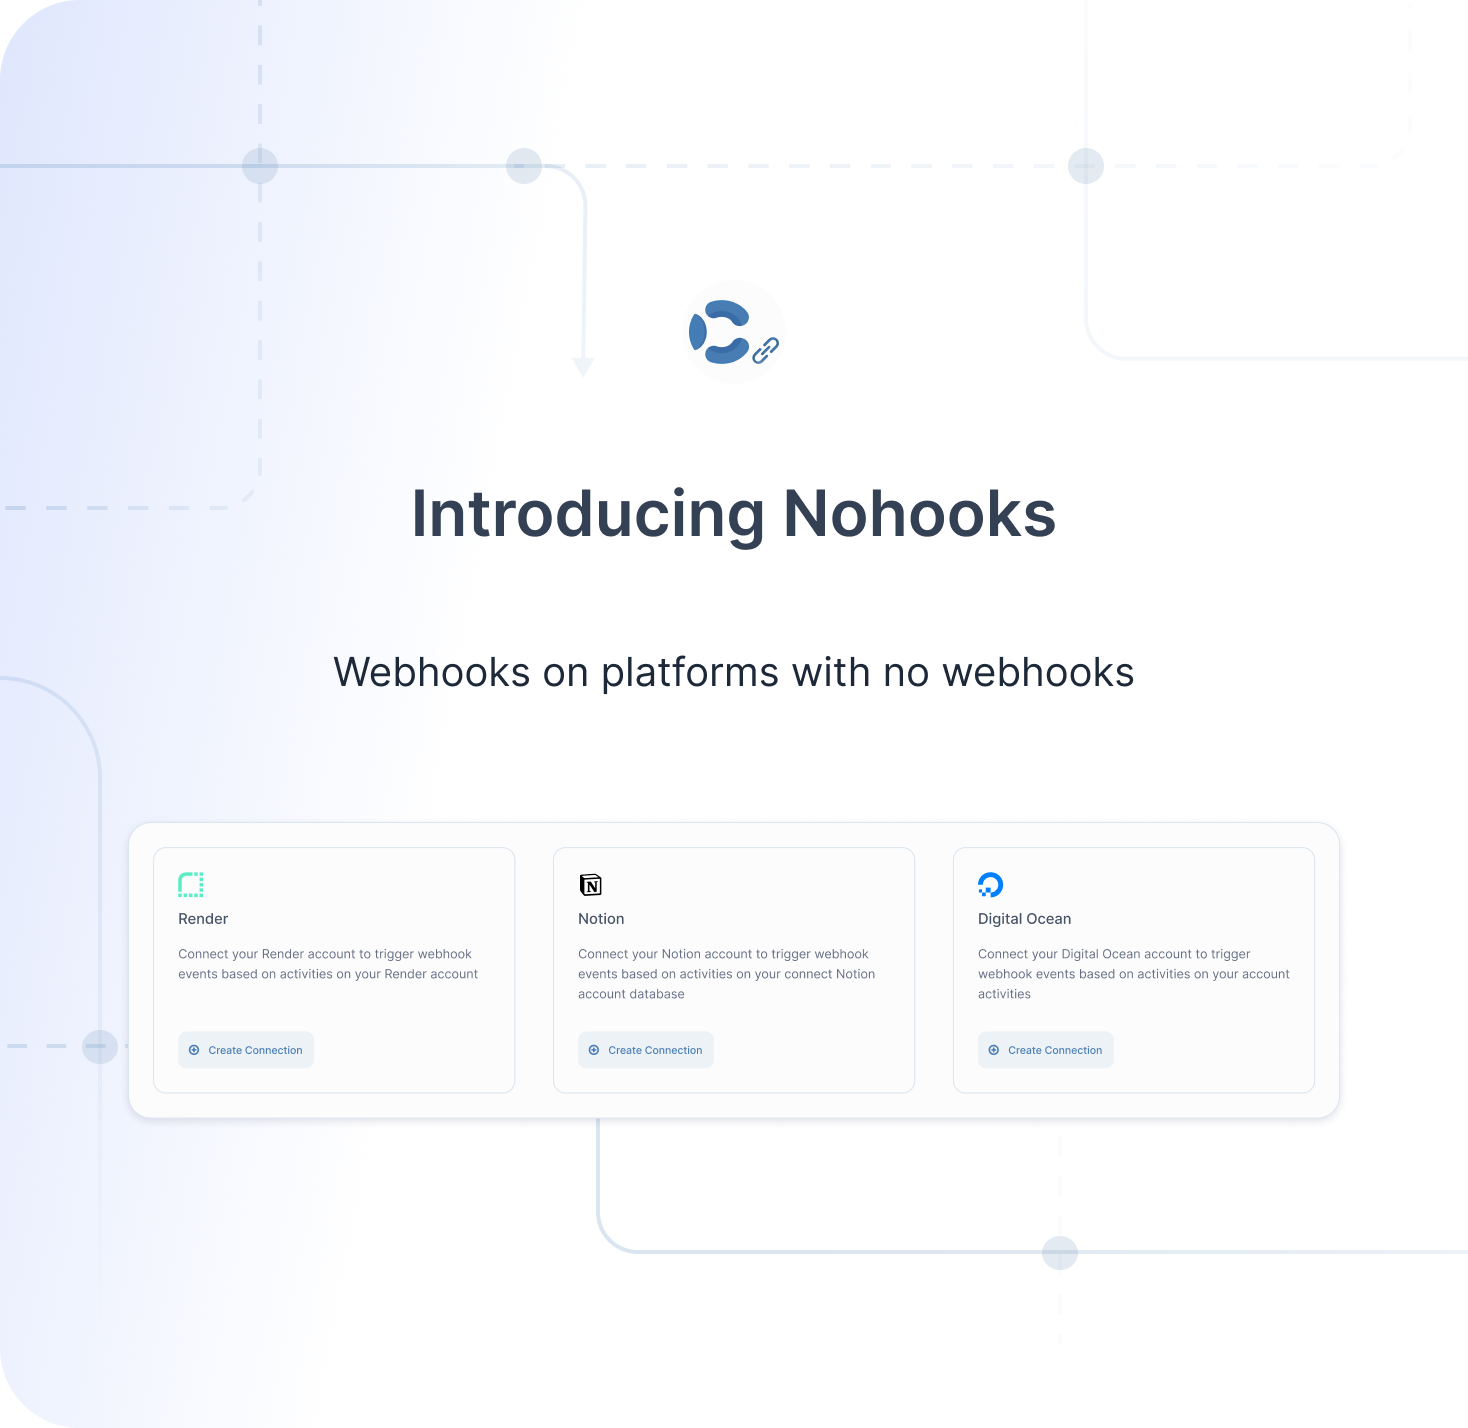 Introducing Nohooks
Webhooks on platforms with no webhooks
Render
Connect your Render account to trigger webhook
events based on activities on your Render account
Create Connection
Notion
Connect your Notion account to trigger webhook
events based on activities on your connect Notion
account database
Create Connection
Digital Ocean
Connect your Digital Ocean account to trigger
webhook events based on activities on your account
activities
Create Connection